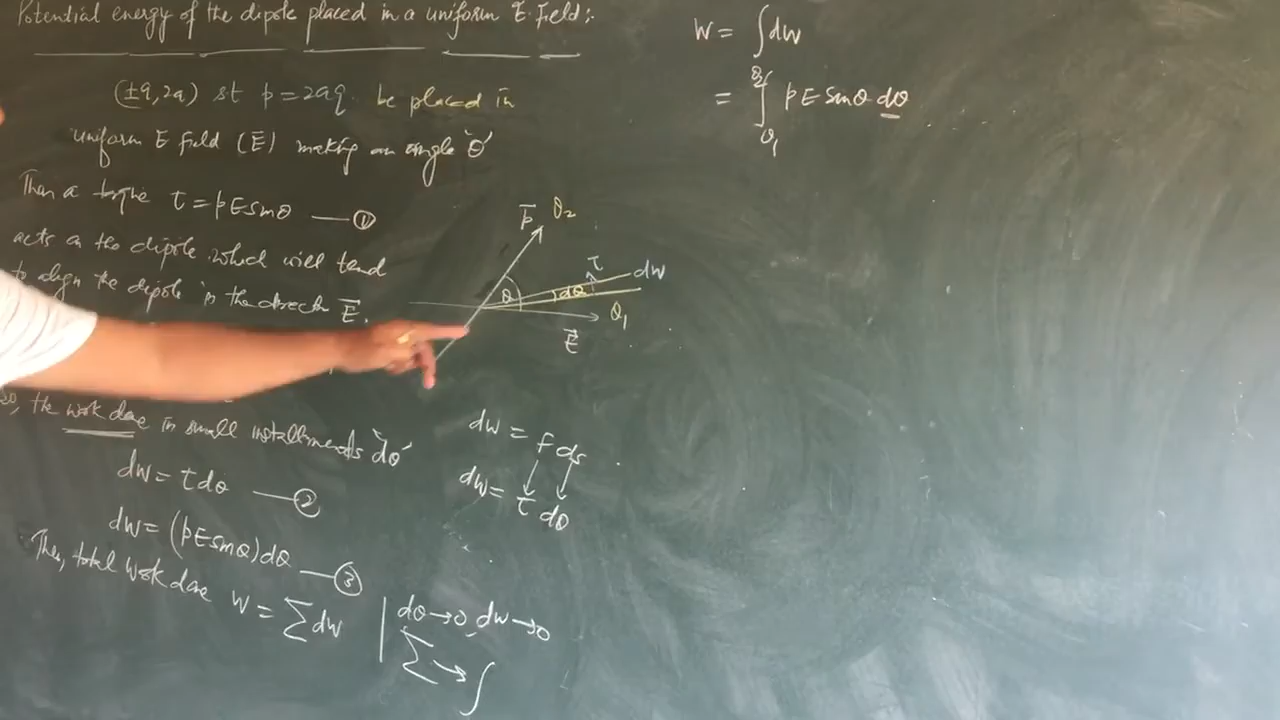 Potential energy of the dipole placed in a uniform E. Field:.
(±q, 2a) st p = 2aq be placed in
uniform E Field (E) making an angle "θ"
Then a torque τ = pE sinθ — ①
acts on the dipole which will tend
to align the dipole in the direction E⃗.
So, the work done in small installments "dθ"
dW = τdθ — ②
dW = (pE sinθ)dθ — ③
Then, total work done W = ∑dW
dθ→0, dW→0
∑→∫
p⃗ θ₂
τ dW
θ dθ
θ₁
E⃗
dW = F ds
dW = τ dθ
W = ∫dW
= ∫ θ₂ θ₁ pE sinθ dθ